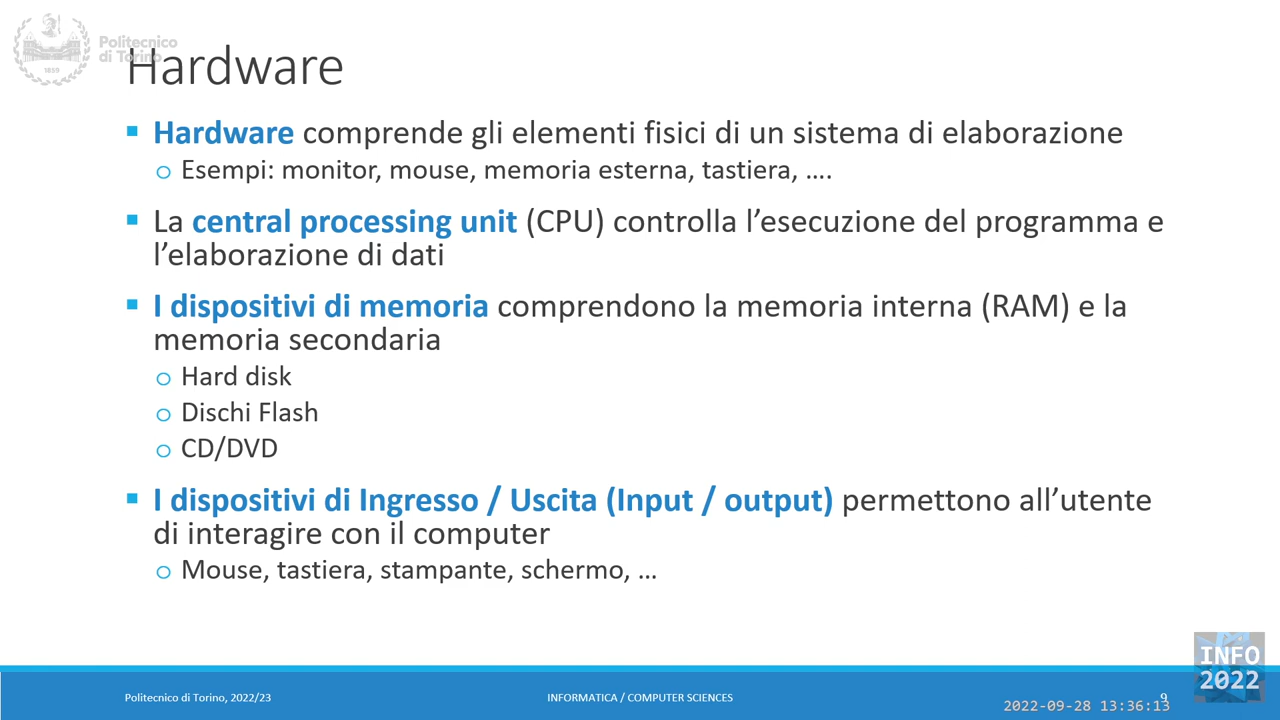 Politecnico
di Torino
1859
Hardware
▪ Hardware comprende gli elementi fisici di un sistema di elaborazione
o Esempi: monitor, mouse, memoria esterna, tastiera, ….
▪ La central processing unit (CPU) controlla l’esecuzione del programma e
l’elaborazione di dati
▪ I dispositivi di memoria comprendono la memoria interna (RAM) e la
memoria secondaria
o Hard disk
o Dischi Flash
o CD/DVD
▪ I dispositivi di Ingresso / Uscita (Input / output) permettono all’utente
di interagire con il computer
o Mouse, tastiera, stampante, schermo, …
INFO
2022
Politecnico di Torino, 2022/23
INFORMATICA / COMPUTER SCIENCES
9
2022-09-28 13:36:13